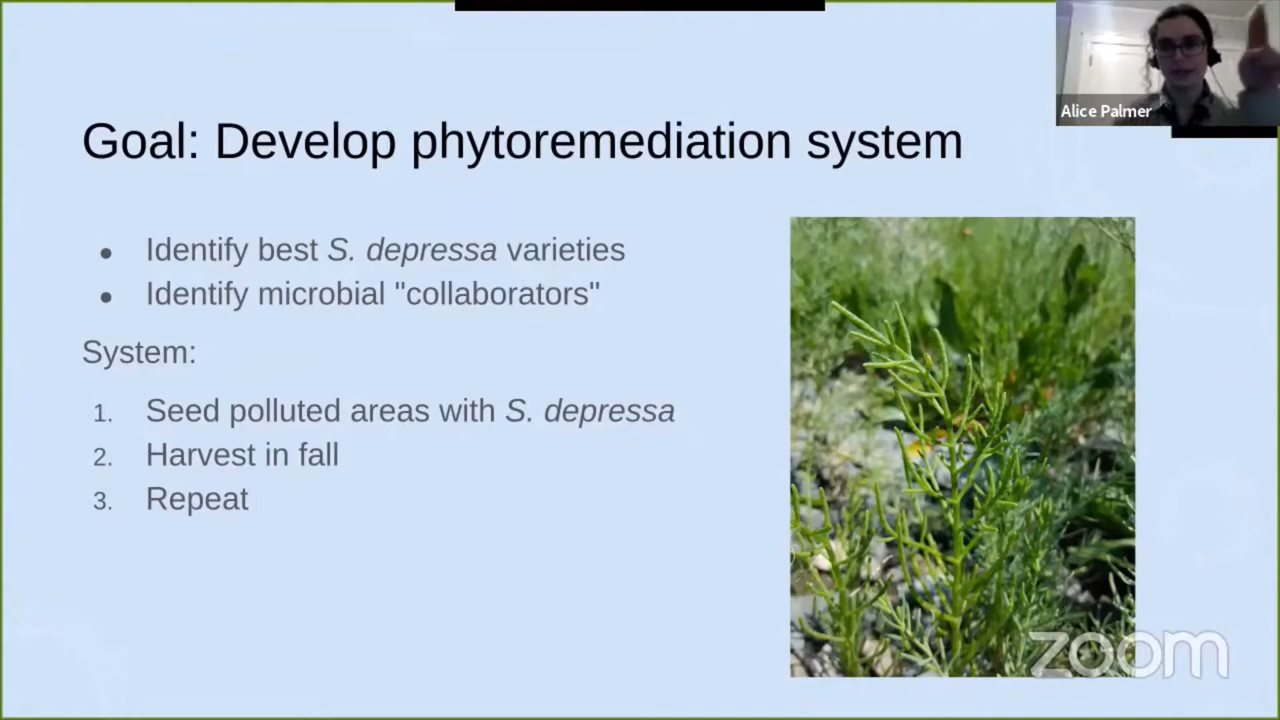 Alice Palmer
Goal: Develop phytoremediation system
● Identify best S. depressa varieties
● Identify microbial "collaborators"
System:
1. Seed polluted areas with S. depressa
2. Harvest in fall
3. Repeat
zoom